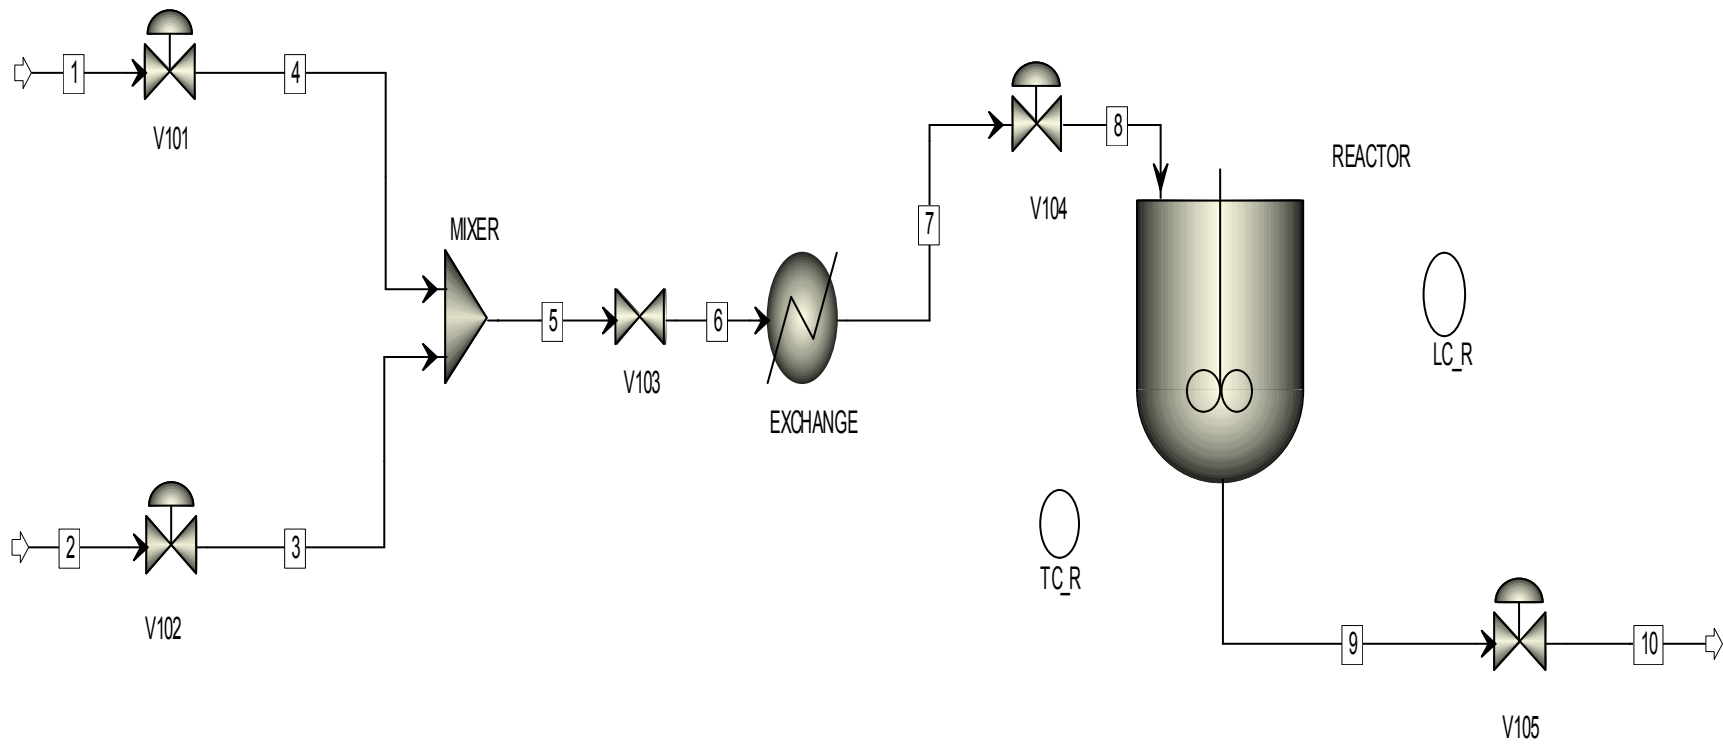 1
4
V101
8
V104
REACTOR
7
MIXER
5
6
V103
EXCHANGE
LC_R
2
3
V102
TC_R
9
10
V105